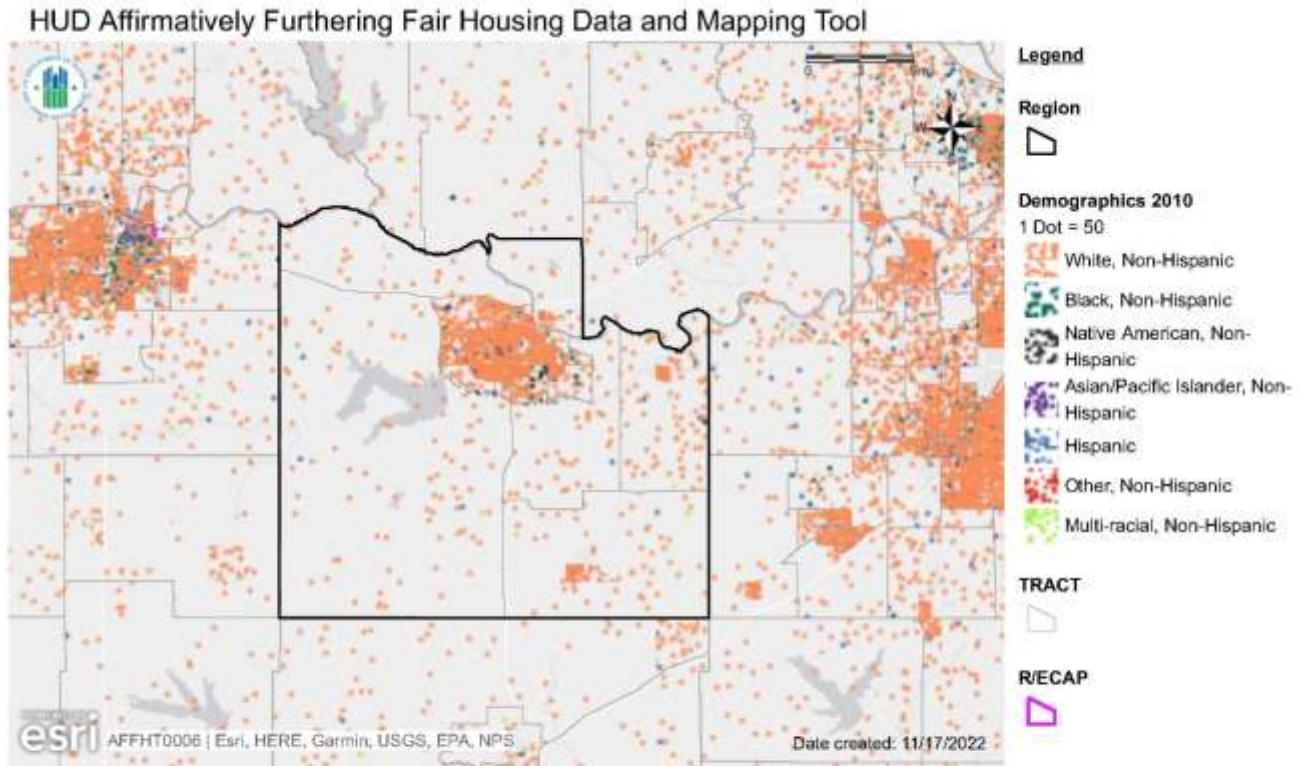 HUD Affirmatively Furthering Fair Housing Data and Mapping Tool
Legend
Region
Demographics 2010
1 Dot = 50
White, Non-Hispanic
Black, Non-Hispanic
Native American, Non-
Hispanic
Asian/Pacific Islander, Non-
Hispanic
Hispanic
Other, Non-Hispanic
Multi-racial, Non-Hispanic
TRACT
R/ECAP
esri
AFFHT0006 | Esri, HERE, Garmin, USGS, EPA, NPS
Date created: 11/17/2022